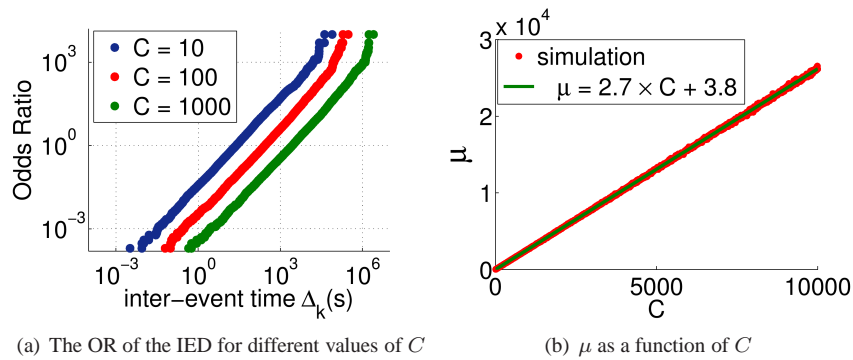 C = 10
C = 100
C = 1000
Odds Ratio
10^3
10^0
10^−3
10^−3 10^0 10^3 10^6
inter−event time Δ_k(s)
(a) The OR of the IED for different values of C
x 10^4
simulation
μ = 2.7 × C + 3.8
μ
3
2
1
0
0 5000 10000
C
(b) μ as a function of C